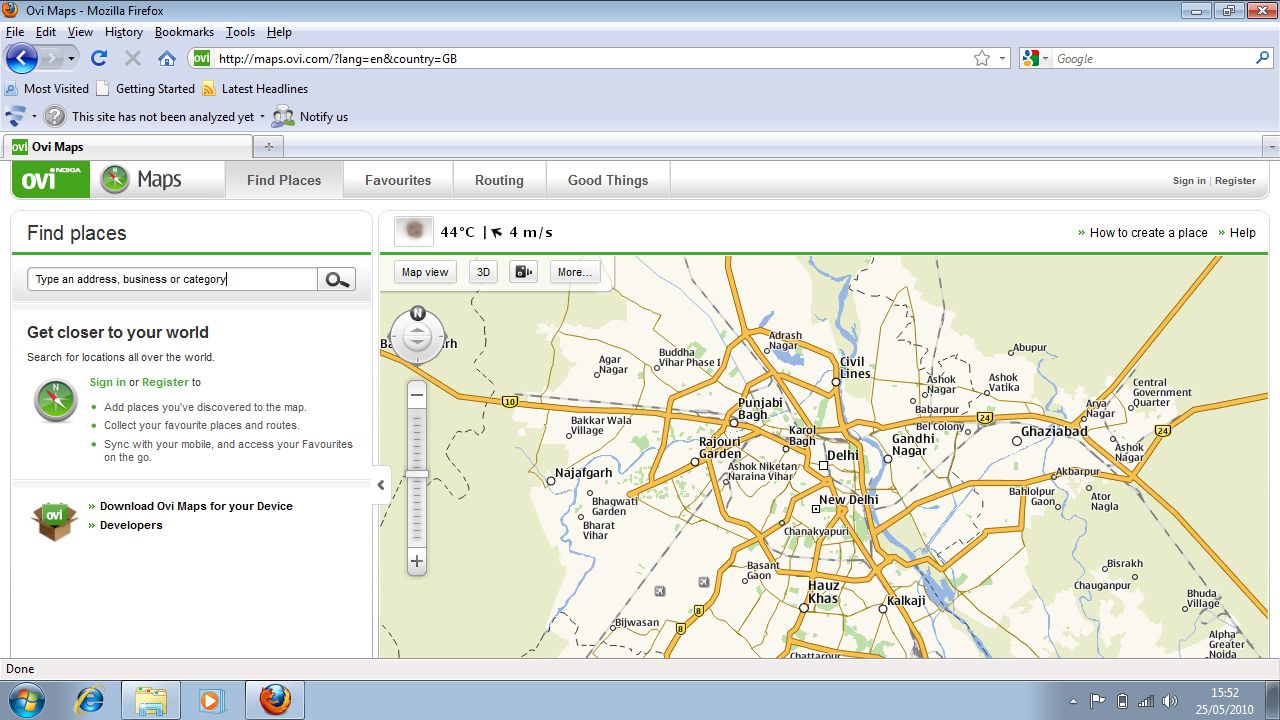 Ovi Maps - Mozilla Firefox
File Edit View History Bookmarks Tools Help
ovi http://maps.ovi.com/?lang=en&country=GB
Google
Most Visited Getting Started Latest Headlines
? This site has not been analyzed yet Notify us
ovi Ovi Maps
ovi NOKIA Maps Find Places Favourites Routing Good Things Sign in | Register
Find places
44°C | 4 m/s
» How to create a place » Help
Type an address, business or category
Map view 3D More...
Get closer to your world
Search for locations all over the world.
Sign in or Register to
Add places you've discovered to the map.
Collect your favourite places and routes.
Sync with your mobile, and access your Favourites
on the go.
ovi
» Download Ovi Maps for your Device
» Developers
N
Adrash
Nagar
Abupur
Agar
Nagar
Buddha
Vihar Phase I
Civil
Lines
Ashok
Nagar
Ashok
Vatika
Central
Government
Quarter
10
Punjabi
Bagh
Babarpur
Arya
Nagar
24
Bakkar Wala
Village
Karol
Bagh
Bel colony
Ghaziabad
24
Rajouri
Garden
Gandhi
Nagar
Ashok
Nagar
Delhi
Najafgarh
Ashok Niketan
Naraina Vihar
Akbarpur
Bhagwati
Garden
New Delhi
Bahlolpur
Gaon
Ator
Nagla
Bharat
Vihar
Chanakyapuri
Basant
Gaon
Bisrakh
Hauz
Khas
Chauganpur
Kalkaji
Bhuda
Village
8
Bijwasan
8
Alpha
Greater
Noida
Chattarpur
Done
15:52
25/05/2010